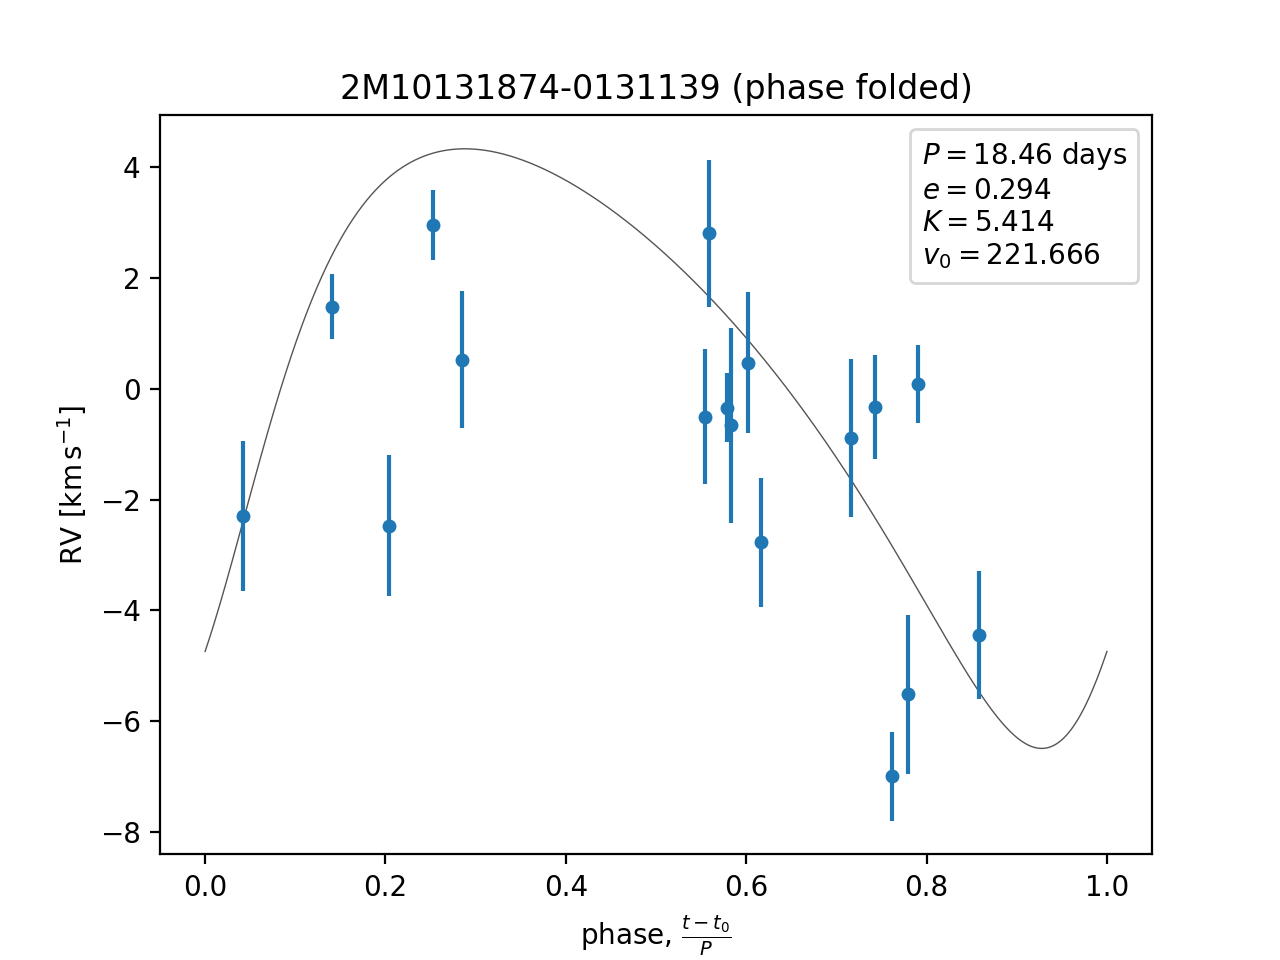 2M10131874-0131139 (phase folded)
P = 18.46 days
e = 0.294
K = 5.414
v₀ = 221.666
RV [km s⁻¹]
4
2
0
−2
−4
−6
−8
0.0 0.2 0.4 0.6 0.8 1.0
phase, (t − t₀)/P